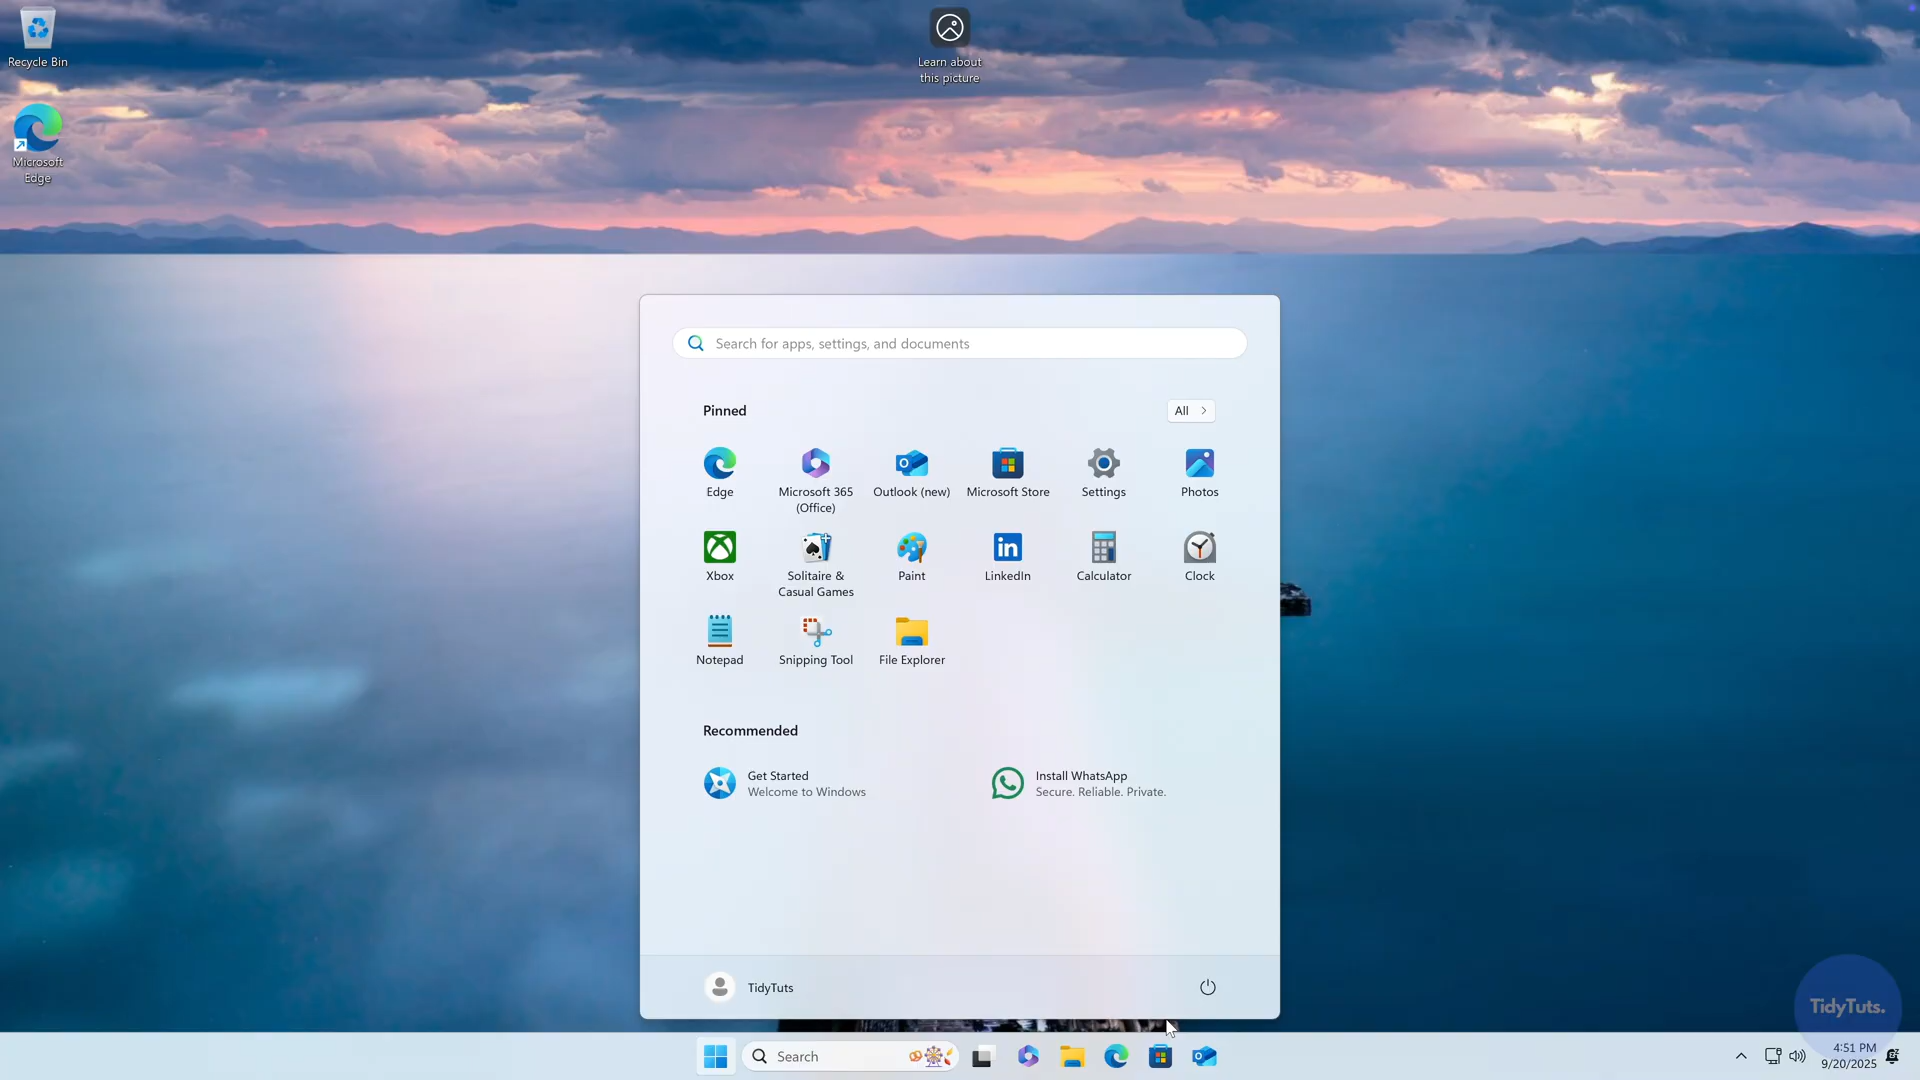 Recycle Bin
Learn about
this picture
Microsoft
Edge
Search for apps, settings, and documents
Pinned
All
Edge
Microsoft 365
(Office)
Outlook (new)
Microsoft Store
Settings
Photos
Xbox
Solitaire &
Casual Games
Paint
LinkedIn
Calculator
Clock
Notepad
Snipping Tool
File Explorer
Recommended
Get Started
Welcome to Windows
Install WhatsApp
Secure. Reliable. Private.
TidyTuts
TidyTuts.
Search
4:51 PM
9/20/2025